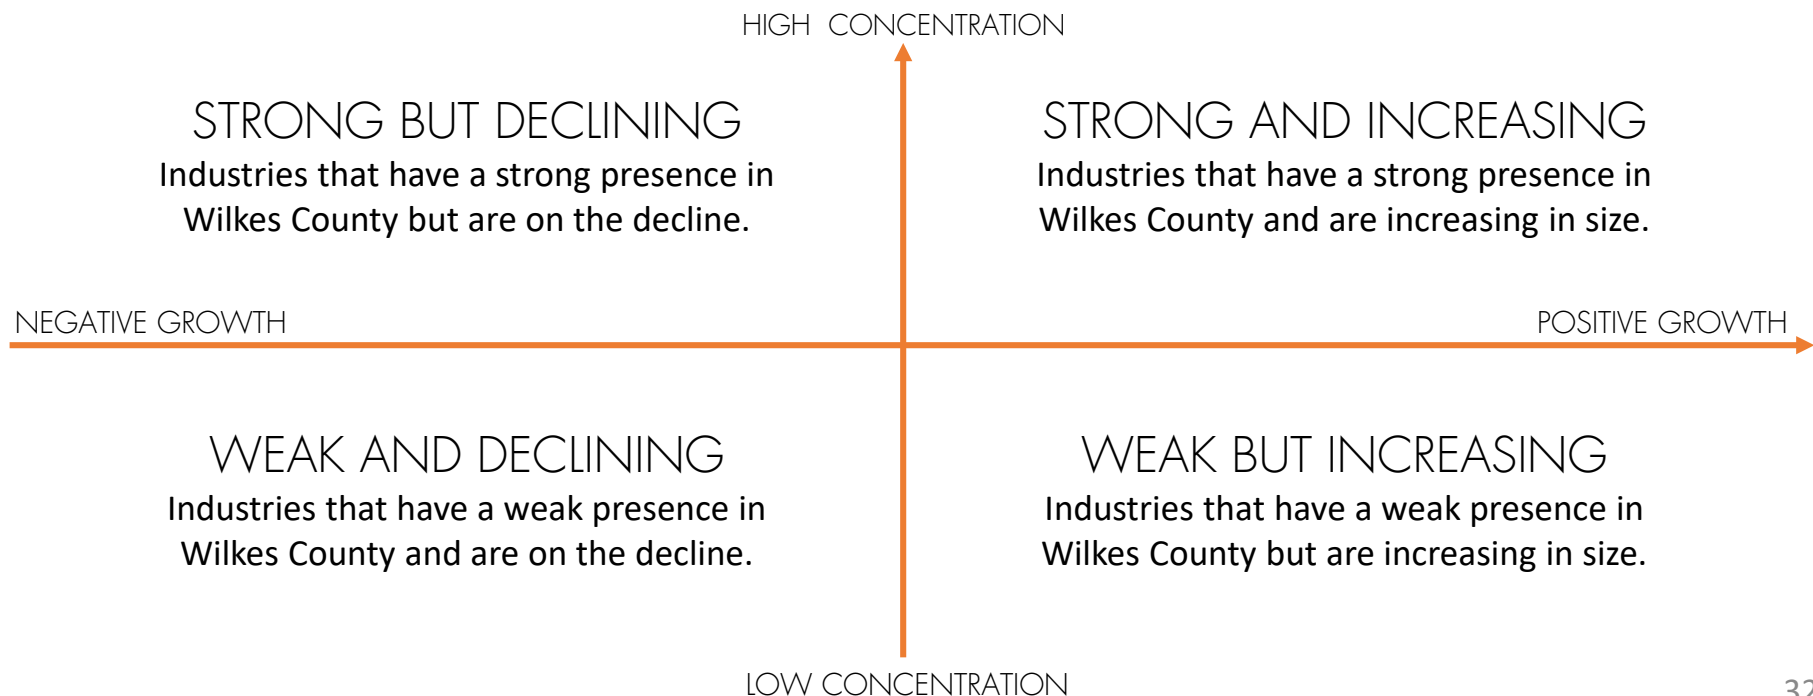 HIGH CONCENTRATION
STRONG BUT DECLINING
Industries that have a strong presence in
Wilkes County but are on the decline.
STRONG AND INCREASING
Industries that have a strong presence in
Wilkes County and are increasing in size.
NEGATIVE GROWTH
POSITIVE GROWTH
WEAK AND DECLINING
Industries that have a weak presence in
Wilkes County and are on the decline.
WEAK BUT INCREASING
Industries that have a weak presence in
Wilkes County but are increasing in size.
LOW CONCENTRATION
32